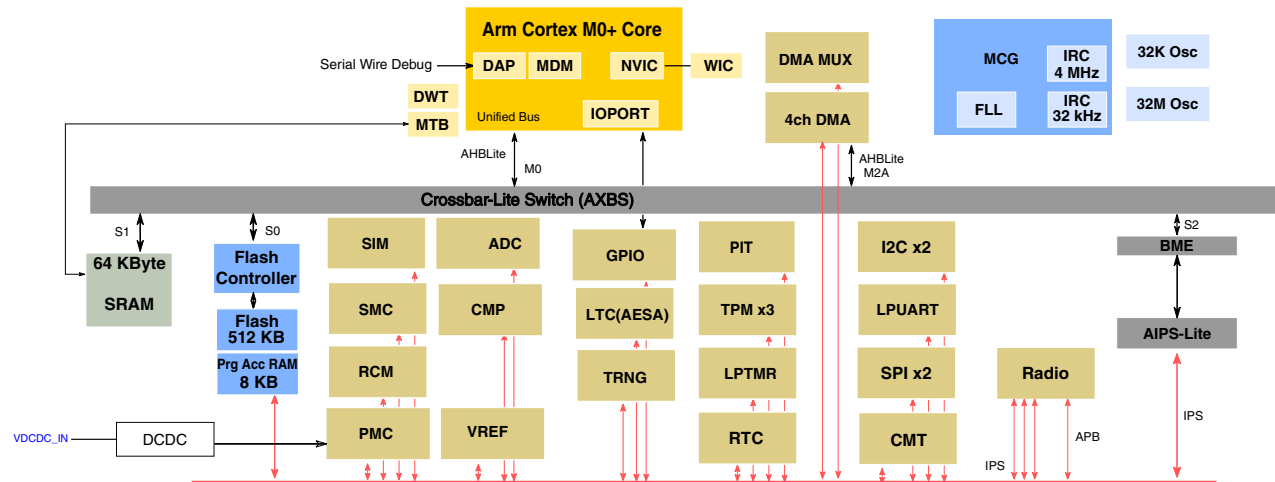 Arm Cortex M0+ Core
Serial Wire Debug
DAP
MDM
NVIC
WIC
DWT
MTB
Unified Bus
IOPORT
DMA MUX
4ch DMA
MCG
IRC
4 MHz
FLL
IRC
32 kHz
32K Osc
32M Osc
AHBLite
M0
AHBLite
M2A
Crossbar-Lite Switch (AXBS)
S1
S0
S2
64 KByte
SRAM
Flash
Controller
Flash
512 KB
Prg Acc RAM
8 KB
SIM
SMC
RCM
PMC
ADC
CMP
VREF
GPIO
LTC(AESA)
TRNG
PIT
TPM x3
LPTMR
RTC
I2C x2
LPUART
SPI x2
CMT
Radio
IPS
APB
BME
AIPS-Lite
IPS
VDCDC_IN
DCDC